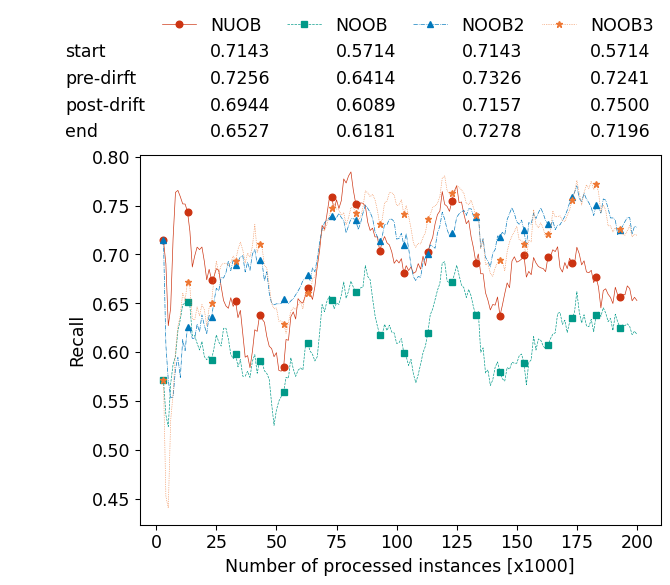 NUOB NOOB NOOB2 NOOB3
start 0.7143 0.5714 0.7143 0.5714
pre-dirft 0.7256 0.6414 0.7326 0.7241
post-drift 0.6944 0.6089 0.7157 0.7500
end 0.6527 0.6181 0.7278 0.7196
0.80
0.75
0.70
0.65
0.60
0.55
0.50
0.45
Recall
0 25 50 75 100 125 150 175 200
Number of processed instances [x1000]